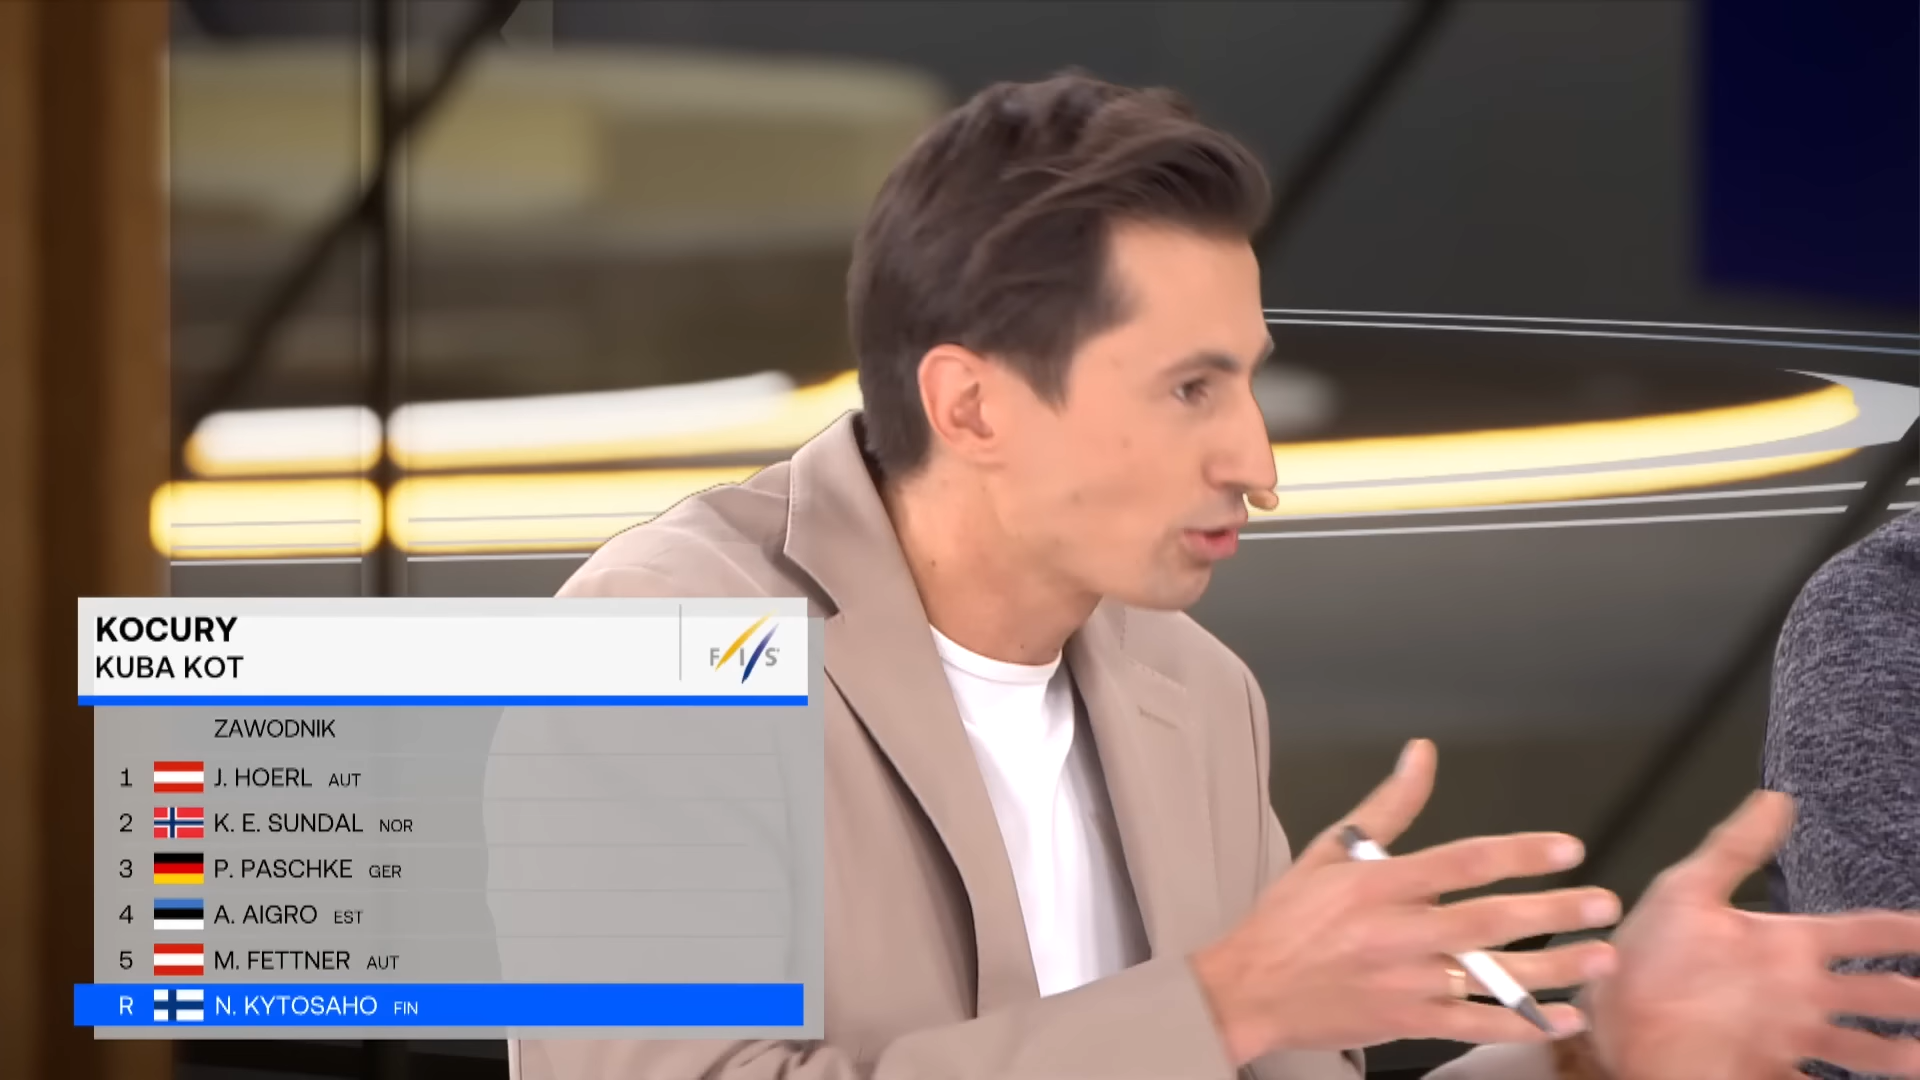 KOCURY
KUBA KOT
FIS
ZAWODNIK
1 J. HOERL AUT
2 K. E. SUNDAL NOR
3 P. PASCHKE GER
4 A. AIGRO EST
5 M. FETTNER AUT
R N. KYTOSAHO FIN